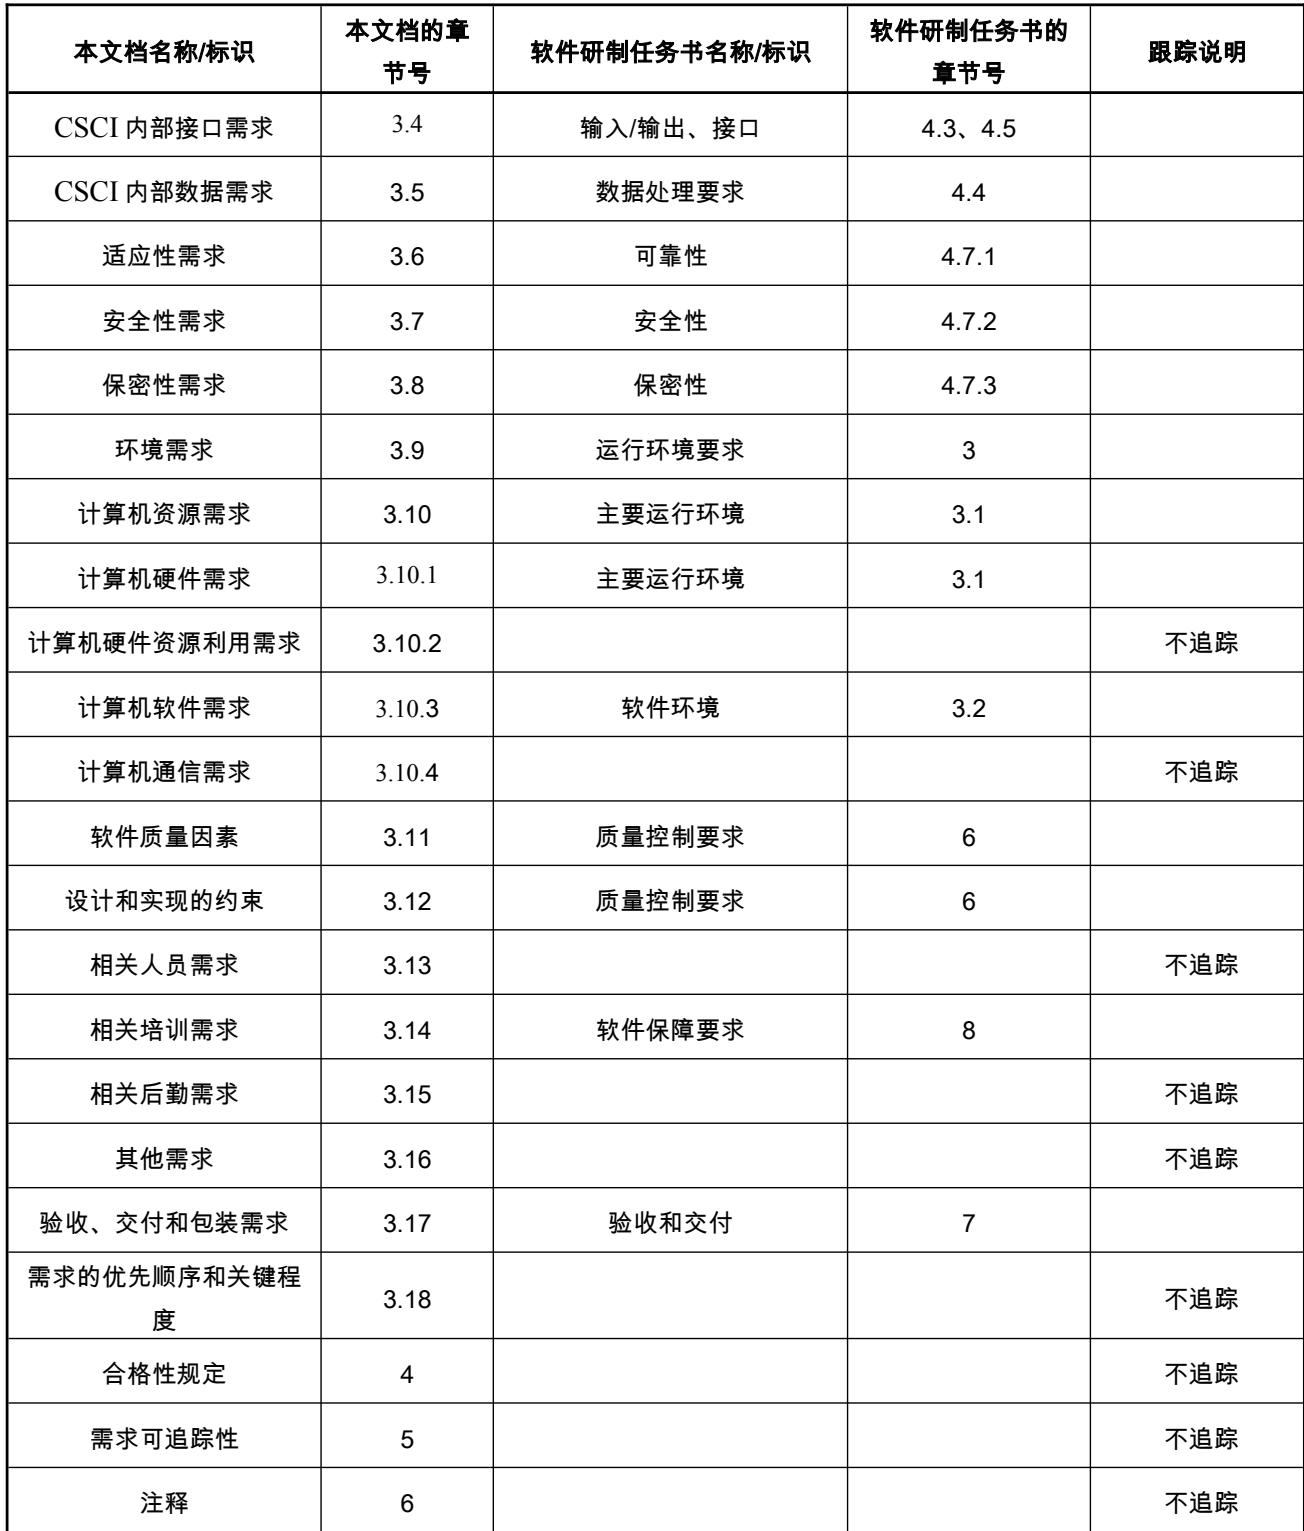 本文档名称/标识 本文档的章节号 软件研制任务书名称/标识 软件研制任务书的章节号 跟踪说明
CSCI 内部接口需求 3.4 输入/输出、接口 4.3、4.5
CSCI 内部数据需求 3.5 数据处理要求 4.4
适应性需求 3.6 可靠性 4.7.1
安全性需求 3.7 安全性 4.7.2
保密性需求 3.8 保密性 4.7.3
环境需求 3.9 运行环境要求 3
计算机资源需求 3.10 主要运行环境 3.1
计算机硬件需求 3.10.1 主要运行环境 3.1
计算机硬件资源利用需求 3.10.2 不追踪
计算机软件需求 3.10.3 软件环境 3.2
计算机通信需求 3.10.4 不追踪
软件质量因素 3.11 质量控制要求 6
设计和实现的约束 3.12 质量控制要求 6
相关人员需求 3.13 不追踪
相关培训需求 3.14 软件保障要求 8
相关后勤需求 3.15 不追踪
其他需求 3.16 不追踪
验收、交付和包装需求 3.17 验收和交付 7
需求的优先顺序和关键程度 3.18 不追踪
合格性规定 4 不追踪
需求可追踪性 5 不追踪
注释 6 不追踪